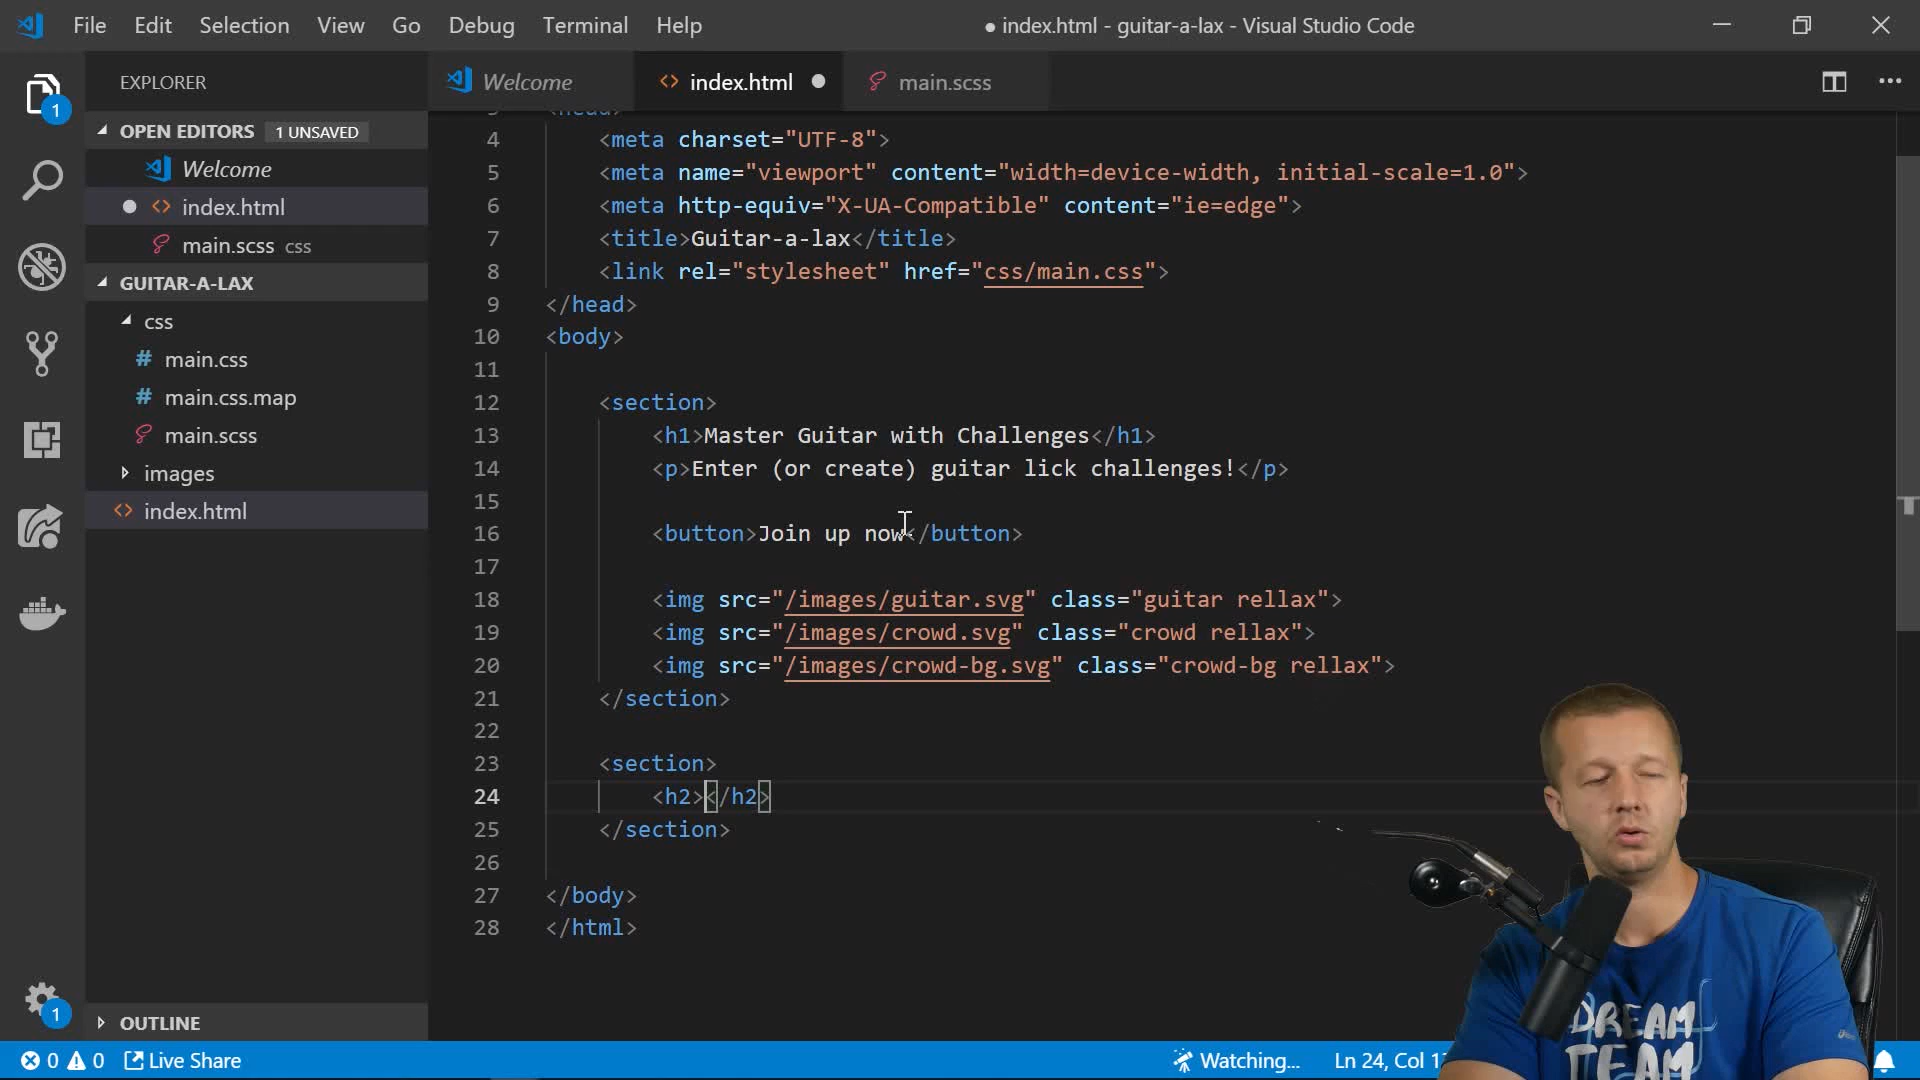 File Edit Selection View Go Debug Terminal Help ● index.html - guitar-a-lax - Visual Studio Code
EXPLORER
Welcome index.html main.scss
OPEN EDITORS 1 UNSAVED
Welcome
index.html
main.scss css
GUITAR-A-LAX
css
main.css
main.css.map
main.scss
images
index.html
OUTLINE
4 <meta charset="UTF-8">
5 <meta name="viewport" content="width=device-width, initial-scale=1.0">
6 <meta http-equiv="X-UA-Compatible" content="ie=edge">
7 <title>Guitar-a-lax</title>
8 <link rel="stylesheet" href="css/main.css">
9 </head>
10 <body>
11
12 <section>
13 <h1>Master Guitar with Challenges</h1>
14 <p>Enter (or create) guitar lick challenges!</p>
15
16 <button>Join up now</button>
17
18 <img src="/images/guitar.svg" class="guitar rellax">
19 <img src="/images/crowd.svg" class="crowd rellax">
20 <img src="/images/crowd-bg.svg" class="crowd-bg rellax">
21 </section>
22
23 <section>
24 <h2></h2>
25 </section>
26
27 </body>
28 </html>
1
1
DREAM
TEAM
0 0 Live Share Watching... Ln 24, Col